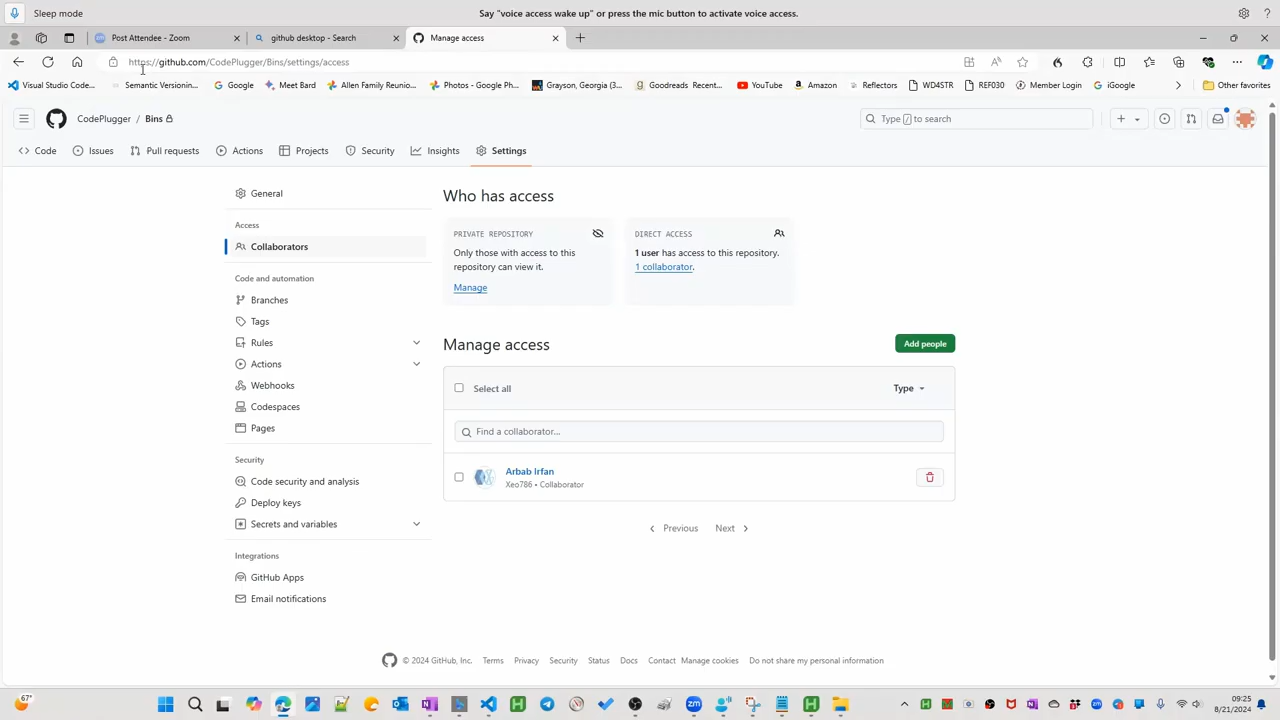 Sleep mode
Say "voice access wake up" or press the mic button to activate voice access.
Post Attendee - Zoom
github desktop - Search
Manage access
https://github.com/CodePlugger/Bins/settings/access
Visual Studio Code...
Semantic Versionin...
Google
Meet Bard
Allen Family Reunio...
Photos - Google Ph...
Grayson, Georgia (3...
Goodreads Recent...
YouTube
Amazon
Reflectors
WD4STR
REF030
Member Login
iGoogle
Other favorites
CodePlugger / Bins
Type / to search
Code
Issues
Pull requests
Actions
Projects
Security
Insights
Settings
General
Access
Collaborators
Code and automation
Branches
Tags
Rules
Actions
Webhooks
Codespaces
Pages
Security
Code security and analysis
Deploy keys
Secrets and variables
Integrations
GitHub Apps
Email notifications
Who has access
PRIVATE REPOSITORY
Only those with access to this
repository can view it.
Manage
DIRECT ACCESS
1 user has access to this repository.
1 collaborator.
Manage access
Add people
Select all
Type
Find a collaborator...
Arbab Irfan
Xeo786 • Collaborator
Previous
Next
© 2024 GitHub, Inc.
Terms
Privacy
Security
Status
Docs
Contact
Manage cookies
Do not share my personal information
67°
09:25
8/21/2024